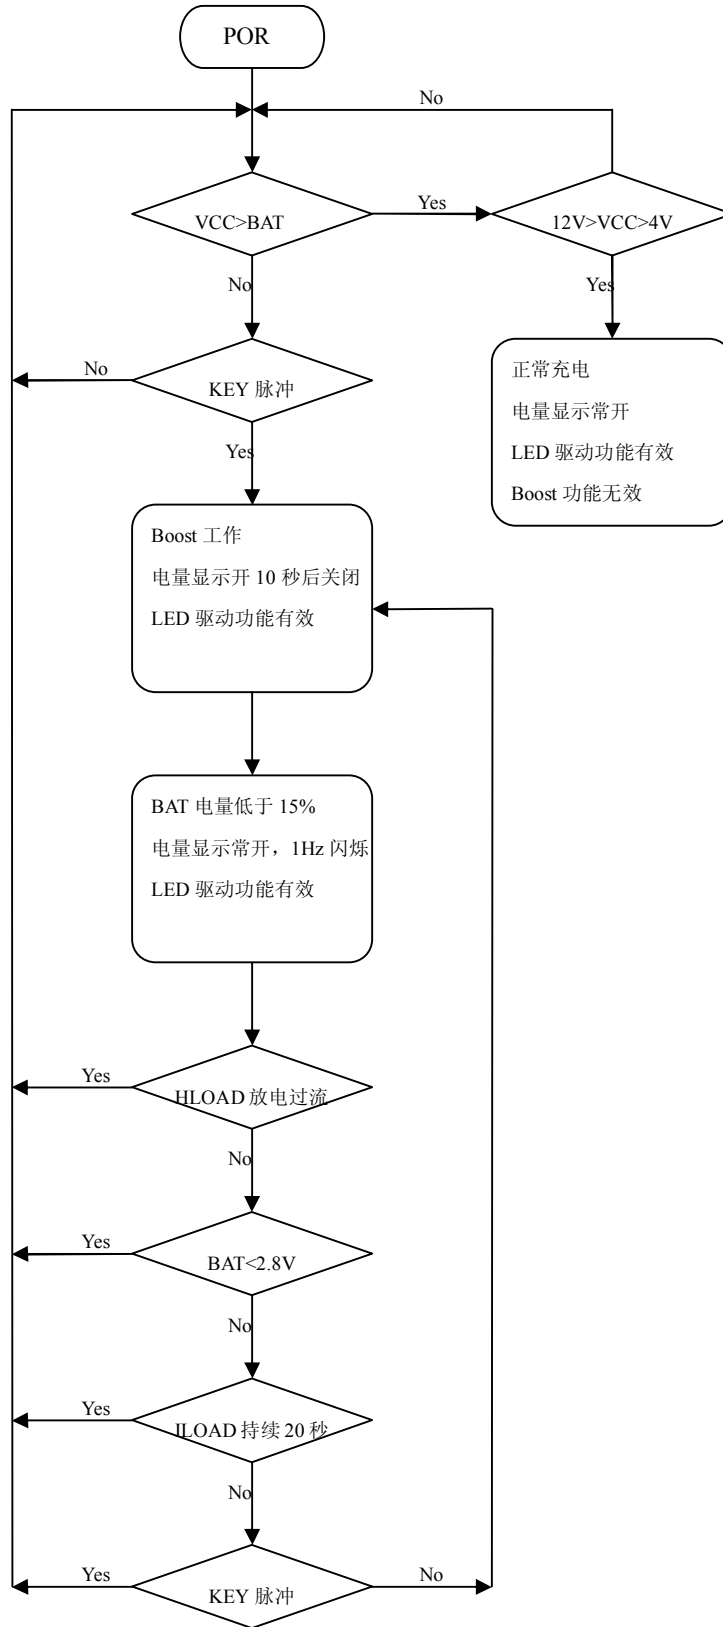 POR
No
VCC>BAT
Yes
12V>VCC>4V
No
Yes
No
KEY 脉冲
正常充电
电量显示常开
LED 驱动功能有效
Boost 功能无效
Yes
Boost 工作
电量显示开 10 秒后关闭
LED 驱动功能有效
BAT 电量低于 15%
电量显示常开，1Hz 闪烁
LED 驱动功能有效
Yes
HLOAD 放电过流
No
Yes
BAT<2.8V
No
Yes
ILOAD 持续 20 秒
No
Yes
KEY 脉冲
No